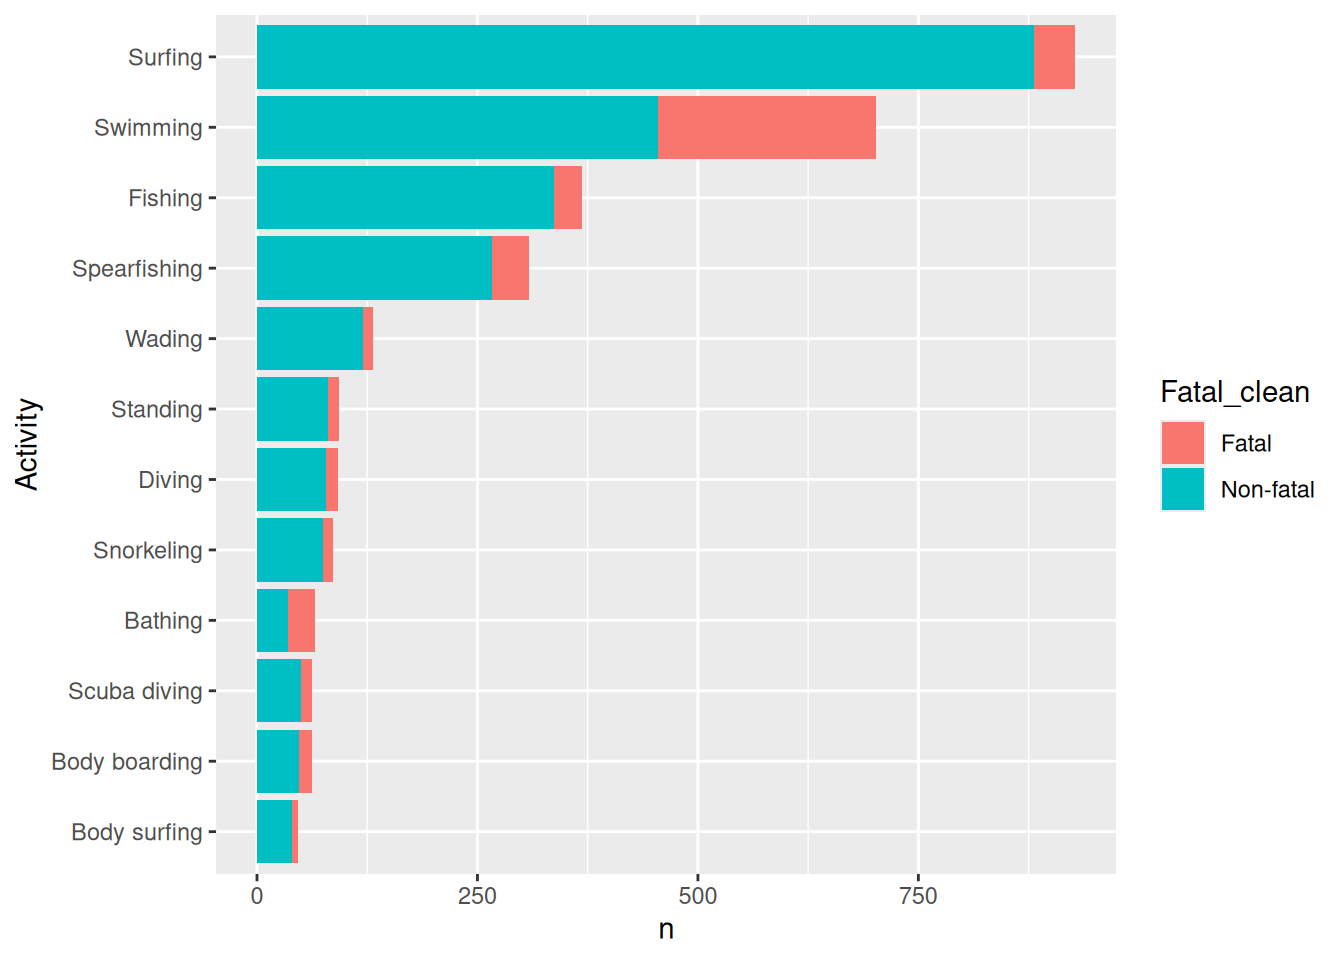 Surfing
Swimming
Fishing
Spearfishing
Wading
Standing
Diving
Snorkeling
Bathing
Scuba diving
Body boarding
Body surfing
Activity
0 250 500 750
n
Fatal_clean
Fatal
Non-fatal